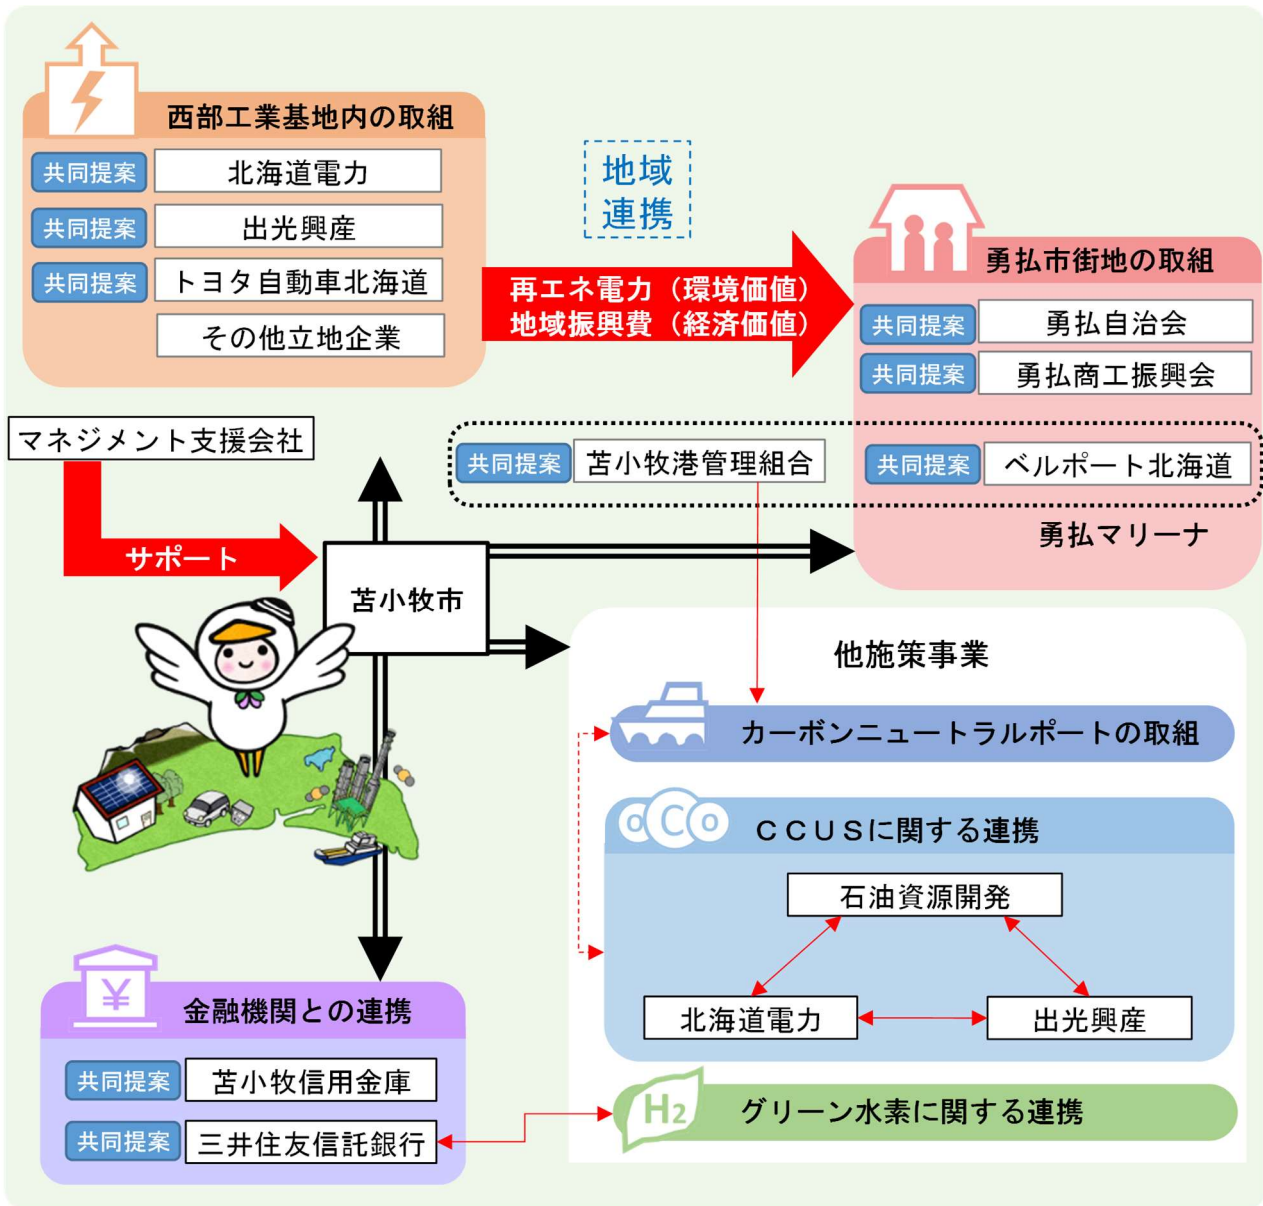 西部工業基地内の取組
共同提案 北海道電力
共同提案 出光興産
共同提案 トヨタ自動車北海道
その他立地企業
地域
連携
再エネ電力（環境価値）
地域振興費（経済価値）
勇払市街地の取組
共同提案 勇払自治会
共同提案 勇払商工振興会
マネジメント支援会社
共同提案 苫小牧港管理組合
共同提案 ベルポート北海道
勇払マリーナ
サポート
苫小牧市
他施策事業
カーボンニュートラルポートの取組
oCo
ＣＣＵＳに関する連携
石油資源開発
北海道電力
出光興産
¥
金融機関との連携
共同提案 苫小牧信用金庫
共同提案 三井住友信託銀行
H2
グリーン水素に関する連携